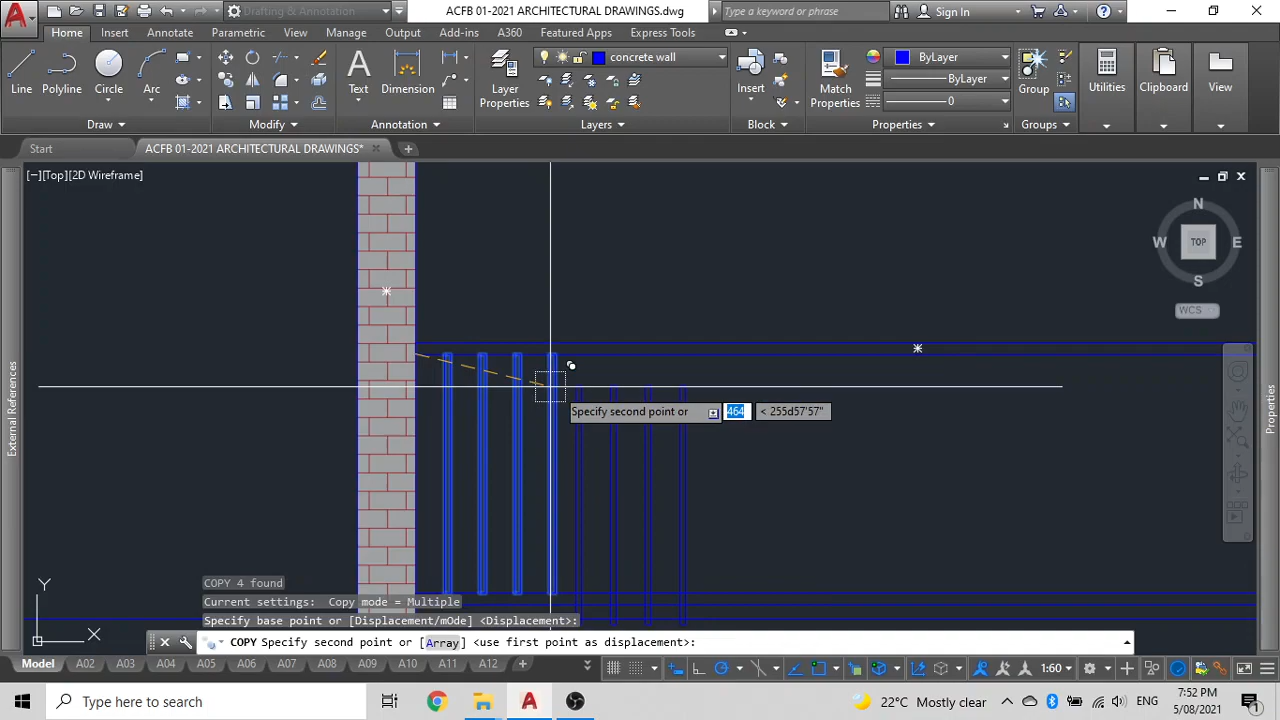 Drafting & Annotation
ACFB 01-2021 ARCHITECTURAL DRAWINGS.dwg
Type a keyword or phrase
Sign In
Home Insert Annotate Parametric View Manage Output Add-ins A360 Featured Apps Express Tools
concrete wall
ByLayer
ByLayer
0
Line Polyline Circle Arc
Text Dimension
Layer Properties
Insert
Match Properties
Group
Utilities
Clipboard
View
Draw Modify Annotation Layers Block Properties Groups
Start
ACFB 01-2021 ARCHITECTURAL DRAWINGS*
[−][Top][2D Wireframe]
N
W TOP E
S
WCS
External References
Properties
Specify second point or 464 < 255d57'57"
COPY 4 found
Current settings: Copy mode = Multiple
Specify base point or [Displacement/mOde] <Displacement>:
COPY Specify second point or [Array] <use first point as displacement>:
Y
X
Model A02 A03 A04 A05 A06 A07 A08 A09 A10 A11 A12
1:60
Type here to search
22°C Mostly clear
ENG
7:52 PM
5/08/2021
1